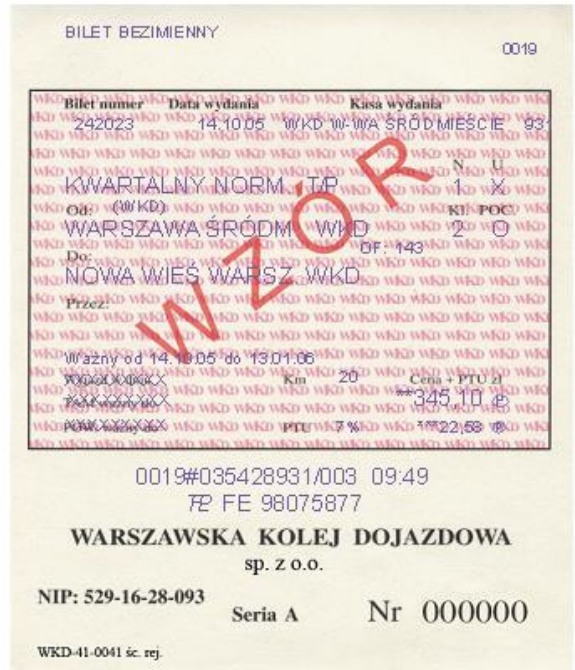 BILET BEZIMIENNY
0019
Bilet numer Data wydania Kasa wydania
242023 14.10.05 WKD W-WA ŚRÓDMIEŚCIE 931
N U
KWARTALNY NORM. T/P 1 X
Od: (WKD) Kl. POC.
WARSZAWA ŚRÓDM. WKD 2 O
Do: OF: 143
NOWA WIEŚ WARSZ. WKD
Przez:
WZÓR
Ważny od 14.10.05 do 13.01.06
Km 20 Cena + PTU zł
**345,10
PTU 7% ***22,58
0019#035428931/003 09:49
FE 98075877
WARSZAWSKA KOLEJ DOJAZDOWA
sp. z o.o.
NIP: 529-16-28-093
Seria A Nr 000000
WKD-41-0041 śc. rej.